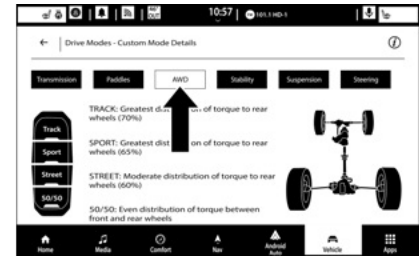 10:57
101.1 HD-1
Drive Modes - Custom Mode Details
Transmission Paddles AWD Stability Suspension Steering
TRACK: Greatest of torque to rear
wheels (70%)
SPORT: Greatest of torque to rear
wheels (65%)
STREET: Moderate distribution of torque to rear
wheels (60%)
50/50: Even distribution of torque between
front and rear wheels
Track
Sport
Street
50/50
Home Media Comfort Nav Android Auto Vehicle Apps